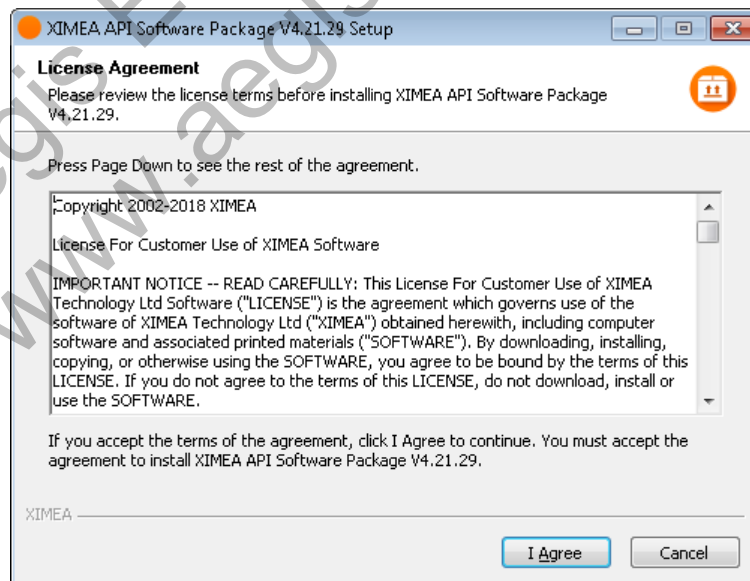 XIMEA API Software Package V4.21.29 Setup
License Agreement
Please review the license terms before installing XIMEA API Software Package
V4.21.29.
Press Page Down to see the rest of the agreement.
Copyright 2002-2018 XIMEA
License For Customer Use of XIMEA Software
IMPORTANT NOTICE -- READ CAREFULLY: This License For Customer Use of XIMEA
Technology Ltd Software ("LICENSE") is the agreement which governs use of the
software of XIMEA Technology Ltd ("XIMEA") obtained herewith, including computer
software and associated printed materials ("SOFTWARE"). By downloading, installing,
copying, or otherwise using the SOFTWARE, you agree to be bound by the terms of this
LICENSE. If you do not agree to the terms of this LICENSE, do not download, install or
use the SOFTWARE.
If you accept the terms of the agreement, click I Agree to continue. You must accept the
agreement to install XIMEA API Software Package V4.21.29.
XIMEA
I Agree
Cancel
egis E
www.aegis